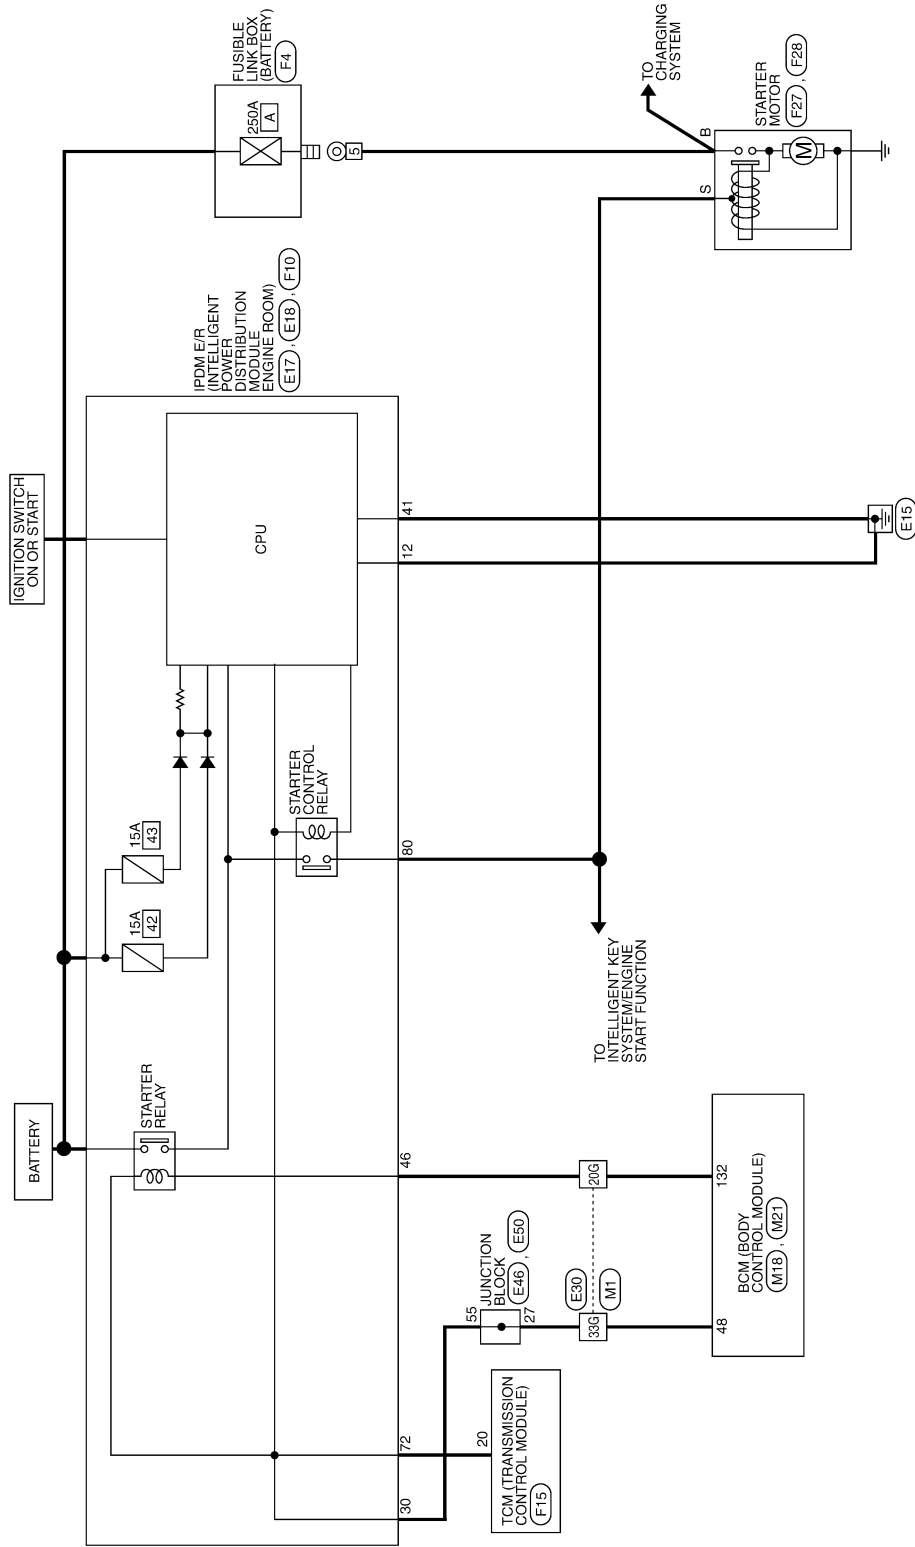 BATTERY
IGNITION SWITCH
ON OR START
FUSIBLE
LINK BOX
(BATTERY)
F4
250A
A
5
STARTER
RELAY
15A
42
15A
43
STARTER
CONTROL
RELAY
CPU
IPDM E/R
(INTELLIGENT
POWER
DISTRIBUTION
MODULE
ENGINE ROOM)
E17 , E18 , F10
30
72
46
80
12
41
TO
CHARGING
SYSTEM
S
B
M
STARTER
MOTOR
F27 , F28
20
TCM (TRANSMISSION
CONTROL MODULE)
F15
55
27
JUNCTION
BLOCK
E46 , E50
33G
20G
E30
M1
48
132
BCM (BODY
CONTROL MODULE)
M18 , M21
TO
INTELLIGENT KEY
SYSTEM/ENGINE
START FUNCTION
E15